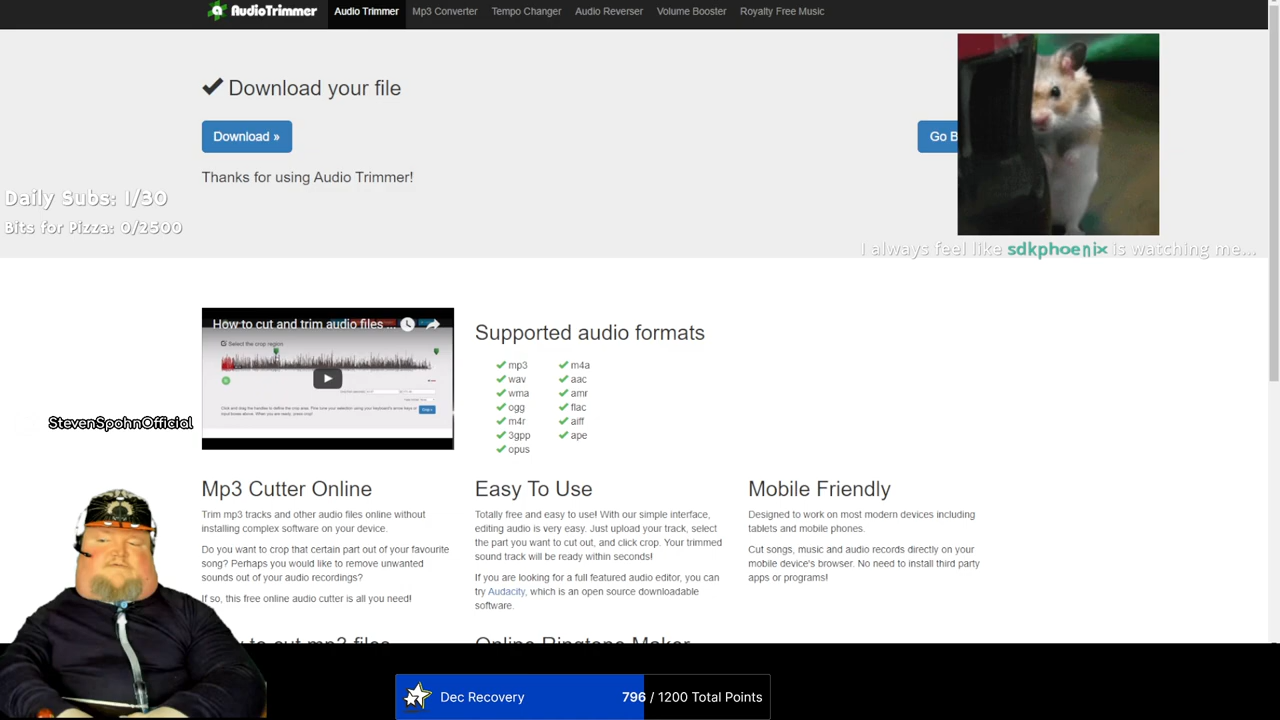 AudioTrimmer
Audio Trimmer
Mp3 Converter
Tempo Changer
Audio Reverser
Volume Booster
Royalty Free Music
Download your file
Download »
Go B
Thanks for using Audio Trimmer!
Daily Subs: 1/30
Bits for Pizza: 0/2500
I always feel like sdkphoenix is watching me...
How to cut and trim audio files ...
Select the crop region
Supported audio formats
mp3
wav
wma
ogg
m4r
3gpp
opus
m4a
aac
amr
flac
aiff
ape
StevenSpohnOfficial
Mp3 Cutter Online
Trim mp3 tracks and other audio files online without
installing complex software on your device.
Do you want to crop that certain part out of your favourite
song? Perhaps you would like to remove unwanted
sounds out of your audio recordings?
If so, this free online audio cutter is all you need!
Easy To Use
Totally free and easy to use! With our simple interface,
editing audio is very easy. Just upload your track, select
the part you want to cut out, and click crop. Your trimmed
sound track will be ready within seconds!
If you are looking for a full featured audio editor, you can
try Audacity, which is an open source downloadable
software.
Mobile Friendly
Designed to work on most modern devices including
tablets and mobile phones.
Cut songs, music and audio records directly on your
mobile device's browser. No need to install third party
apps or programs!
to cut mp3 files
Online Ringtone Maker
Dec Recovery
796 / 1200 Total Points